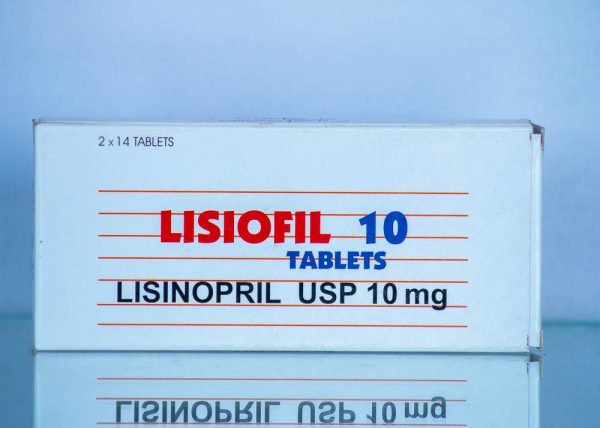 2 x 14 TABLETS
LISIOFIL 10
TABLETS
LISINOPRIL USP 10 mg